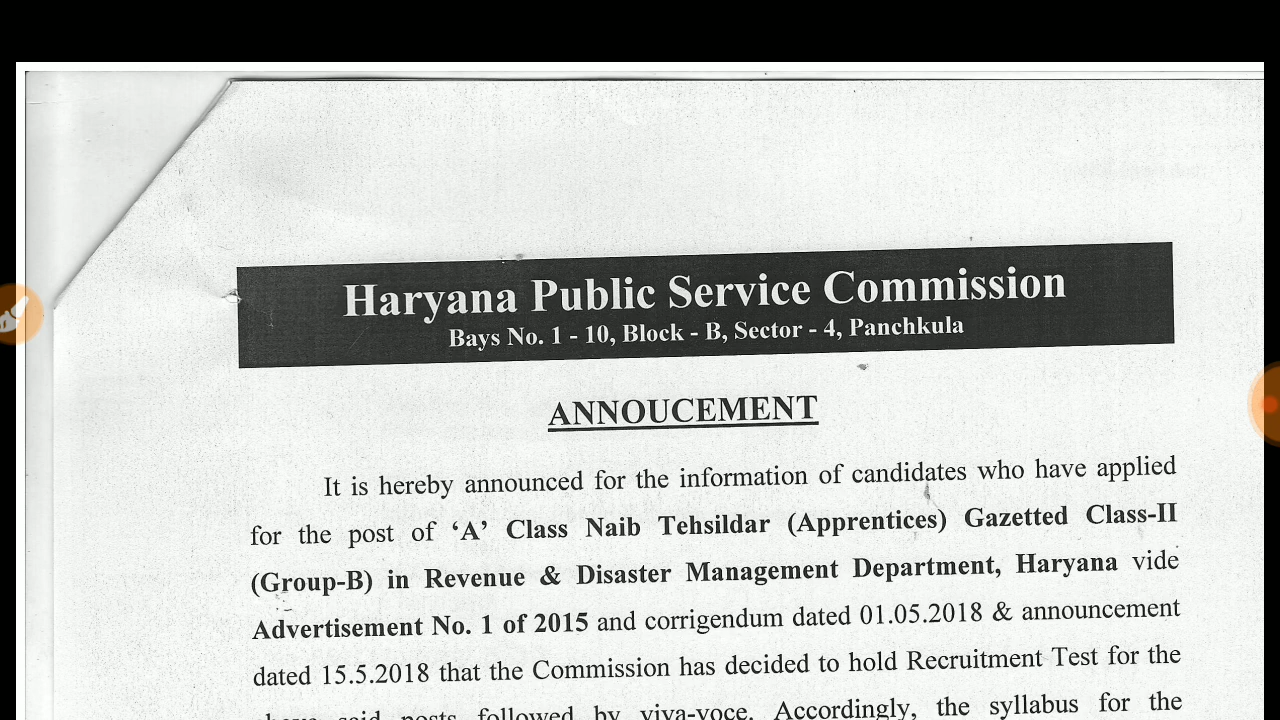 Haryana Public Service Commission
Bays No. 1 - 10, Block - B, Sector - 4, Panchkula
ANNOUCEMENT
It is hereby announced for the information of candidates who have applied
for the post of ‘A’ Class Naib Tehsildar (Apprentices) Gazetted Class-II
(Group-B) in Revenue & Disaster Management Department, Haryana vide
Advertisement No. 1 of 2015 and corrigendum dated 01.05.2018 & announcement
dated 15.5.2018 that the Commission has decided to hold Recruitment Test for the
above said posts followed by viva-voce. Accordingly, the syllabus for the